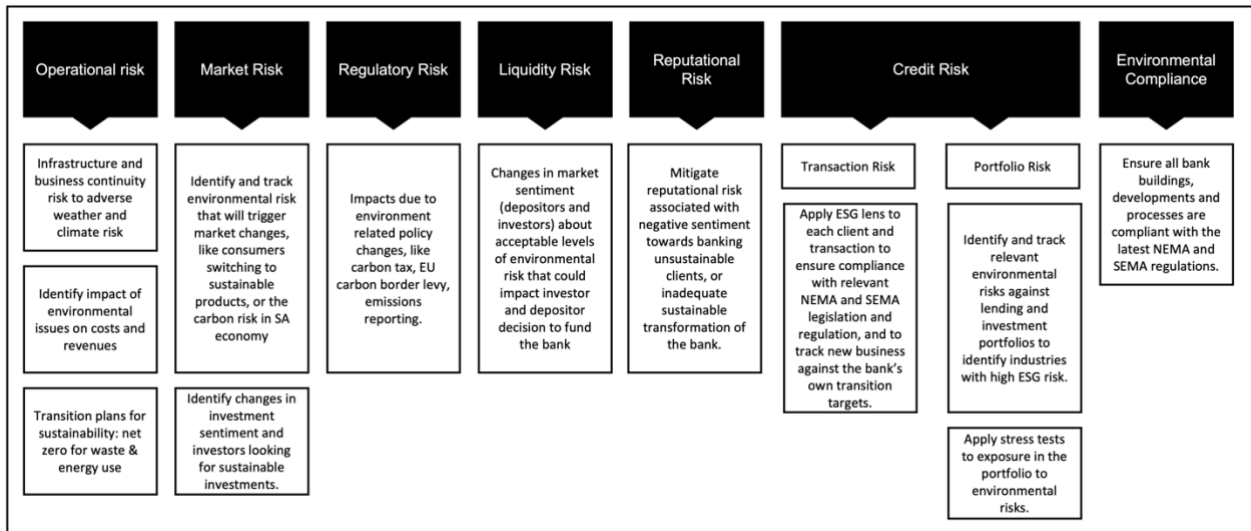 Operational risk
Market Risk
Regulatory Risk
Liquidity Risk
Reputational
Risk
Credit Risk
Environmental
Compliance
Infrastructure and
business continuity
risk to adverse
weather and
climate risk
Identify impact of
environmental
issues on costs and
revenues
Transition plans for
sustainability: net
zero for waste &
energy use
Identify and track
environmental risk
that will trigger
market changes,
like consumers
switching to
sustainable
products, or the
carbon risk in SA
economy
Identify changes in
investment
sentiment and
investors looking
for sustainable
investments.
Impacts due to
environment
related policy
changes, like
carbon tax, EU
carbon border levy,
emissions
reporting.
Changes in market
sentiment
(depositors and
investors) about
acceptable levels
of environmental
risk that could
impact investor
and depositor
decision to fund
the bank
Mitigate
reputational risk
associated with
negative sentiment
towards banking
unsustainable
clients, or
inadequate
sustainable
transformation of
the bank.
Transaction Risk
Apply ESG lens to
each client and
transaction to
ensure compliance
with relevant
NEMA and SEMA
legislation and
regulation, and to
track new business
against the bank's
own transition
targets.
Portfolio Risk
Identify and track
relevant
environmental
risks against
lending and
investment
portfolios to
identify industries
with high ESG risk.
Apply stress tests
to exposure in the
portfolio to
environmental
risks.
Ensure all bank
buildings,
developments and
processes are
compliant with the
latest NEMA and
SEMA regulations.